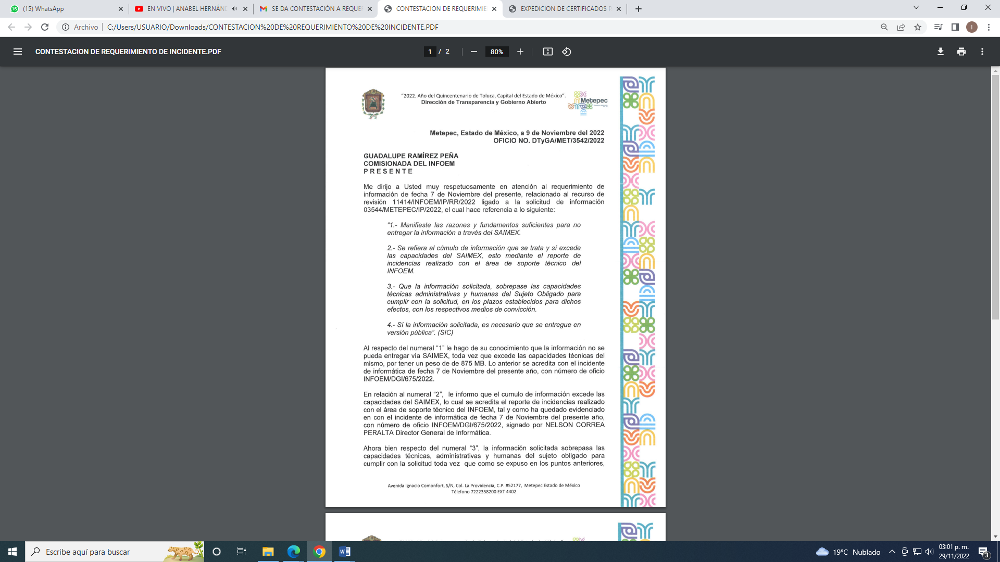 (15) WhatsApp
EN VIVO | ANABEL HERNÁND
SE DA CONTESTACIÓN A REQUER
CONTESTACION DE REQUERIMIE
EXPEDICION DE CERTIFICADOS P
Archivo
C:/Users/USUARIO/Downloads/CONTESTACION%20DE%20REQUERIMIENTO%20DE%20INCIDENTE.PDF
I
CONTESTACION DE REQUERIMIENTO DE INCIDENTE.PDF
1 / 2
80%
"2022. Año del Quincentenario de Toluca, Capital del Estado de México".
Dirección de Transparencia y Gobierno Abierto
Metepec
Metepec, Estado de México, a 9 de Noviembre del 2022
OFICIO NO. DTyGA/MET/3542/2022
GUADALUPE RAMÍREZ PEÑA
COMISIONADA DEL INFOEM
P R E S E N T E
Me dirijo a Usted muy respetuosamente en atención al requerimiento de
información de fecha 7 de Noviembre del presente, relacionado al recurso de
revisión 11414/INFOEM/IP/RR/2022 ligado a la solicitud de información
03544/METEPEC/IP/2022, el cual hace referencia a lo siguiente:
"1.- Manifieste las razones y fundamentos suficientes para no
entregar la información a través del SAIMEX.
2.- Se refiera al cúmulo de información que se trata y sí excede
las capacidades del SAIMEX, esto mediante el reporte de
incidencias realizado con el área de soporte técnico del
INFOEM.
3.- Que la información solicitada, sobrepase las capacidades
técnicas administrativas y humanas del Sujeto Obligado para
cumplir con la solicitud, en los plazos establecidos para dichos
efectos, con los respectivos medios de convicción.
4.- Sí la información solicitada, es necesario que se entregue en
versión pública". (SIC)
Al respecto del numeral "1" le hago de su conocimiento que la información no se
pueda entregar vía SAIMEX, toda vez que excede las capacidades técnicas del
mismo, por tener un peso de de 875 MB. Lo anterior se acredita con el incidente
de informática de fecha 7 de Noviembre del presente año, con número de oficio
INFOEM/DGI/675/2022.
En relación al numeral "2", le informo que el cumulo de información excede las
capacidades del SAIMEX, lo cual se acredita el reporte de incidencias realizado
con el área de soporte técnico del INFOEM, tal y como ha quedado evidenciado
en con el incidente de informática de fecha 7 de Noviembre del presente año,
con número de oficio INFOEM/DGI/675/2022, signado por NELSON CORREA
PERALTA Director General de Informática.
Ahora bien respecto del numeral "3", la información solicitada sobrepasa las
capacidades técnicas, administrativas y humanas del sujeto obligado para
cumplir con la solicitud toda vez que como se expuso en los puntos anteriores,
Avenida Ignacio Comonfort, S/N, Col. La Providencia, C.P. #52177, Metepec Estado de México
Télefono 7222358200 EXT 4402
Escribe aquí para buscar
19°C Nublado
03:01 p. m.
29/11/2022
3